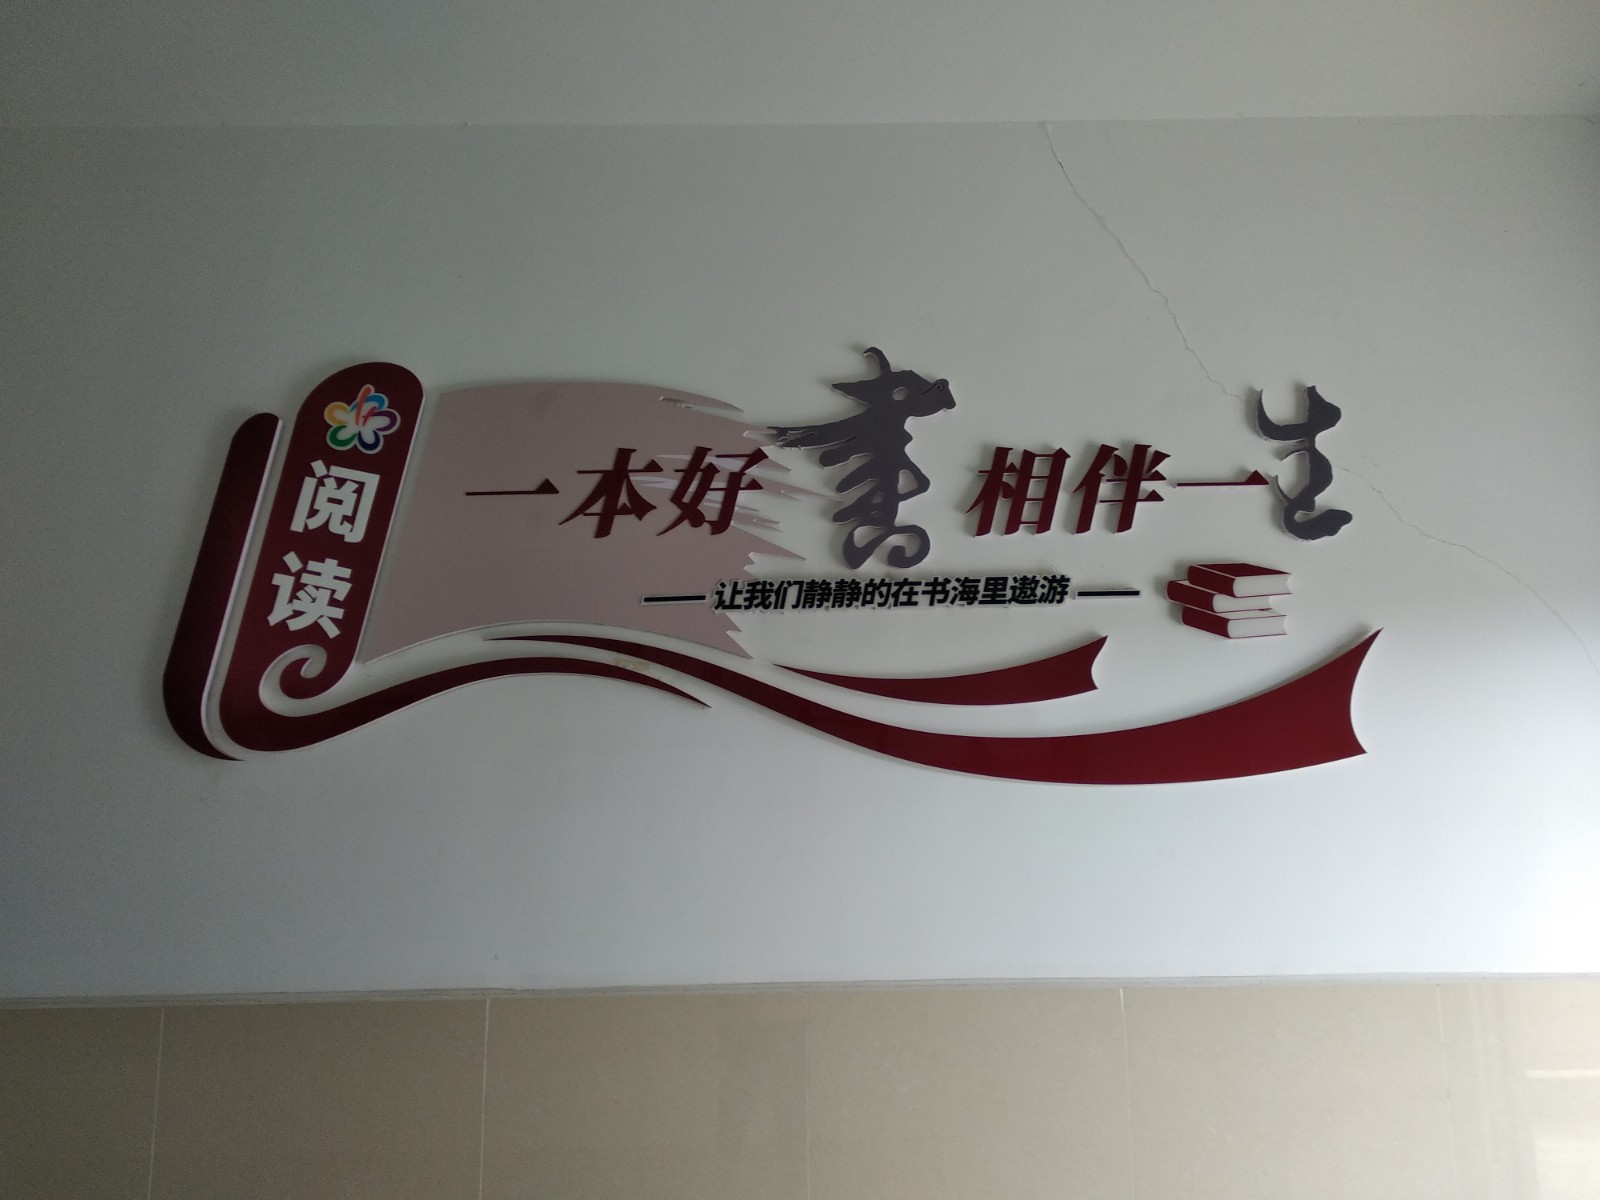 阅读
一本好書相伴一生
——让我们静静的在书海里遨游——